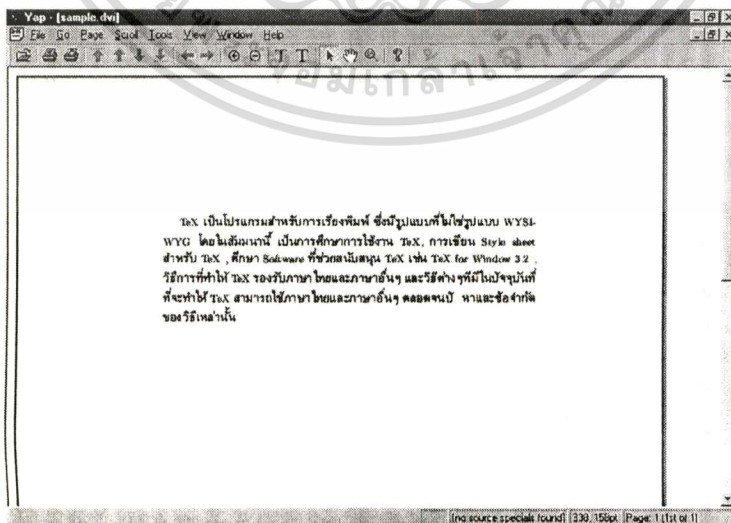 Yap - [sample.dvi]
File Go Page Scroll Tools View Window Help
TeX เป็นโปรแกรมสำหรับการเรียงพิมพ์ ซึ่งมีรูปแบบที่ไม่ใช่รูปแบบ WYSI-
WYG โดยในสัมมนานี้ เป็นการศึกษาการใช้งาน TeX, การเขียน Style sheet
สำหรับ TeX , ศึกษา Software ที่ช่วยสนับสนุน TeX เช่น TeX for Window 3.2 ,
วิธีการที่ทำให้ TeX รองรับภาษาไทยและภาษาอื่นๆ และวิธีต่างๆที่มีในปัจจุบันที่
ที่จะทำให้ TeX สามารถใช้ภาษาไทยและภาษาอื่นๆ ตลอดจนปั หาและข้อจำกัด
ของวิธีเหล่านั้น
[no source specials found] 338, 156pt Page: 1 (1st of 1)